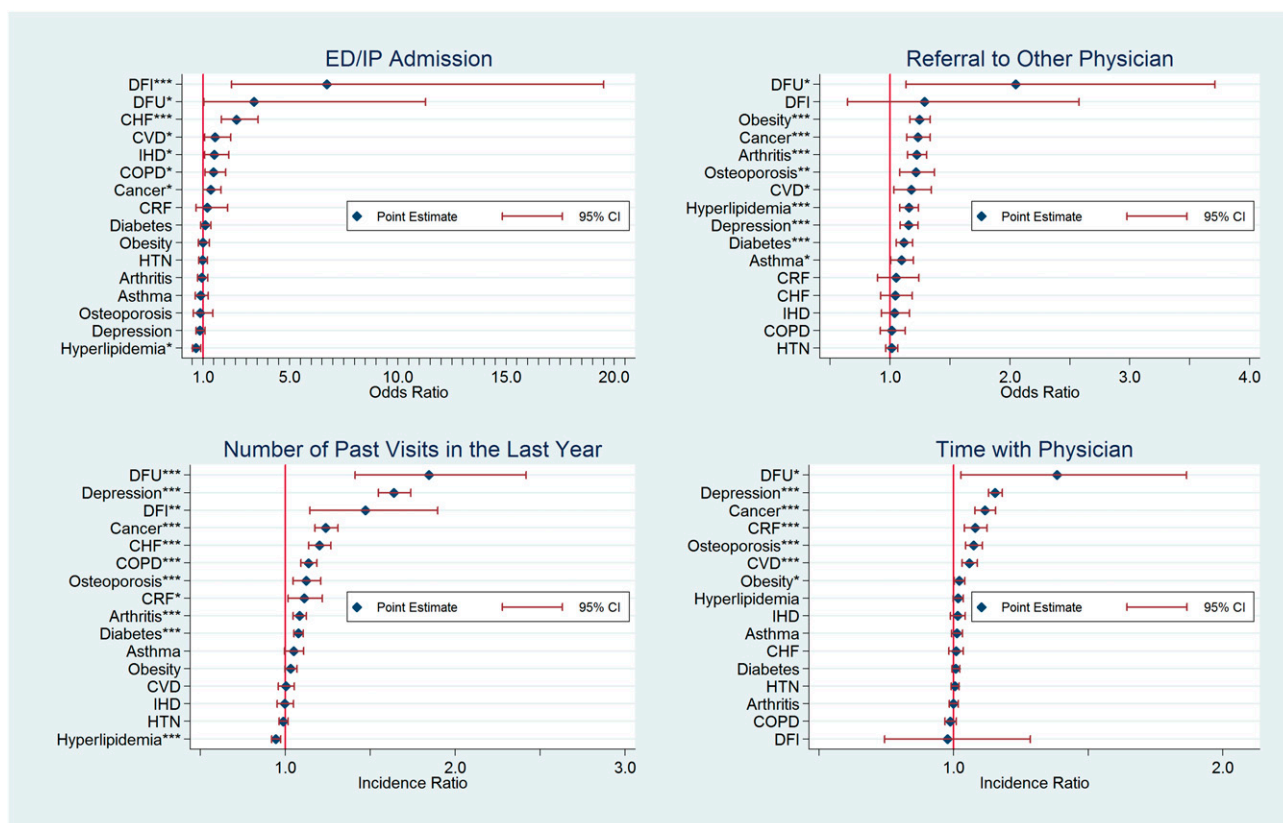 ED/IP Admission
DFI***
DFU*
CHF***
CVD*
IHD*
COPD*
Cancer*
CRF
Diabetes
Obesity
HTN
Arthritis
Asthma
Osteoporosis
Depression
Hyperlipidemia*
Point Estimate 95% CI
1.0 5.0 10.0 15.0 20.0
Odds Ratio
Referral to Other Physician
DFU*
DFI
Obesity***
Cancer***
Arthritis***
Osteoporosis**
CVD*
Hyperlipidemia***
Depression***
Diabetes***
Asthma*
CRF
CHF
IHD
COPD
HTN
Point Estimate 95% CI
1.0 2.0 3.0 4.0
Odds Ratio
Number of Past Visits in the Last Year
DFU***
Depression***
DFI**
Cancer***
CHF***
COPD***
Osteoporosis***
CRF*
Arthritis***
Diabetes***
Asthma
Obesity
CVD
IHD
HTN
Hyperlipidemia***
Point Estimate 95% CI
1.0 2.0 3.0
Incidence Ratio
Time with Physician
DFU*
Depression***
Cancer***
CRF***
Osteoporosis***
CVD***
Obesity*
Hyperlipidemia
IHD
Asthma
CHF
Diabetes
HTN
Arthritis
COPD
DFI
Point Estimate 95% CI
1.0 2.0
Incidence Ratio